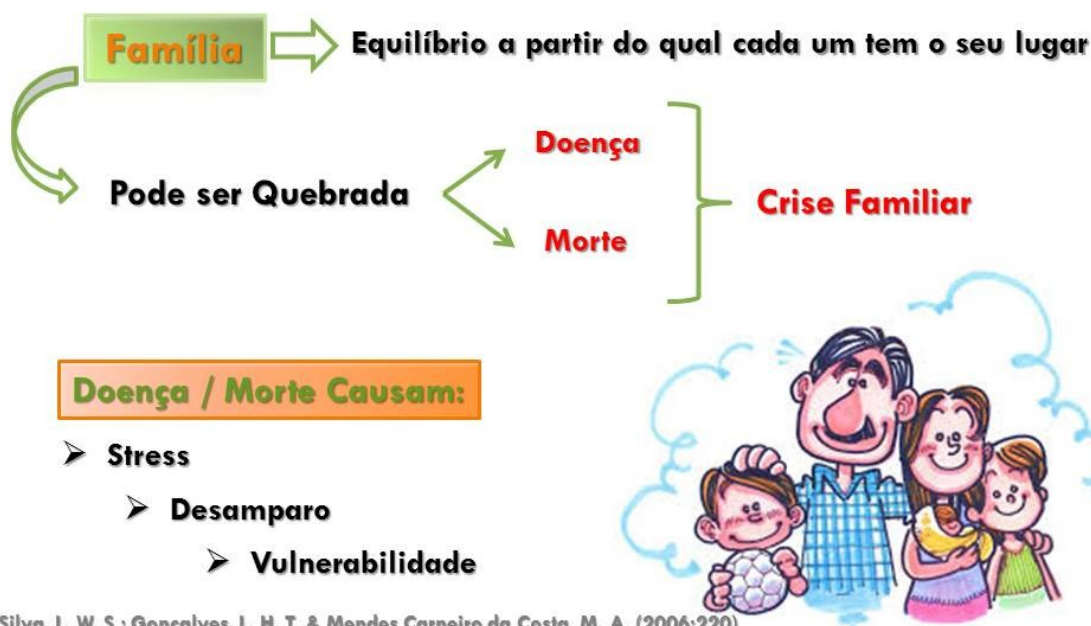 Família
Equilíbrio a partir do qual cada um tem o seu lugar
Doença
Pode ser Quebrada
Crise Familiar
Morte
Doença / Morte Causam:
Stress
Desamparo
Vulnerabilidade
Silva, L. W. S.; Gonçalves, L. H. T. & Mendes Carneiro da Costa, M. A. (2006:220)